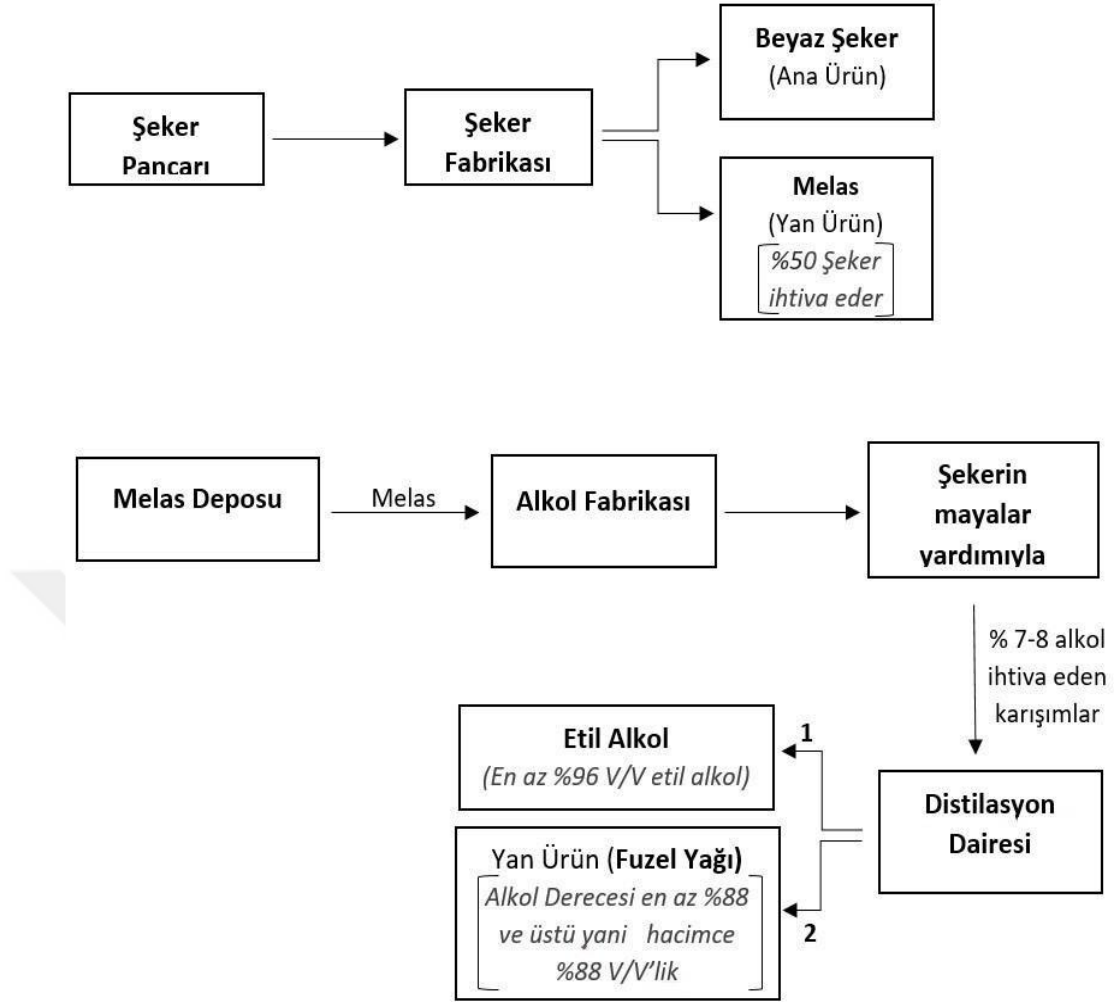 Beyaz Şeker
(Ana Ürün)
Şeker
Pancarı
Şeker
Fabrikası
Melas
(Yan Ürün)
%50 Şeker
ihtiva eder
Melas Deposu
Melas
Alkol Fabrikası
Şekerin
mayalar
yardımıyla
% 7-8 alkol
ihtiva eden
karışımlar
Etil Alkol
(En az %96 V/V etil alkol)
1
Distilasyon
Dairesi
Yan Ürün (Fuzel Yağı)
Alkol Derecesi en az %88
ve üstü yani hacimce
%88 V/V'lik
2